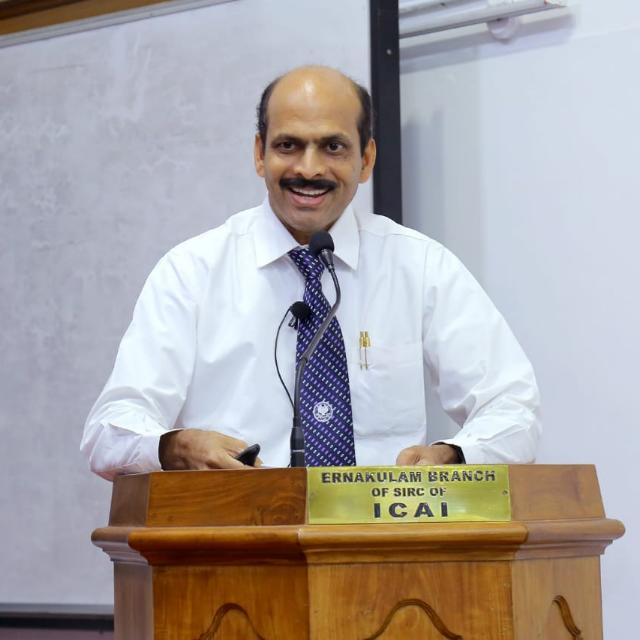 ERNAKULAM BRANCH
OF SIRC OF
ICAI